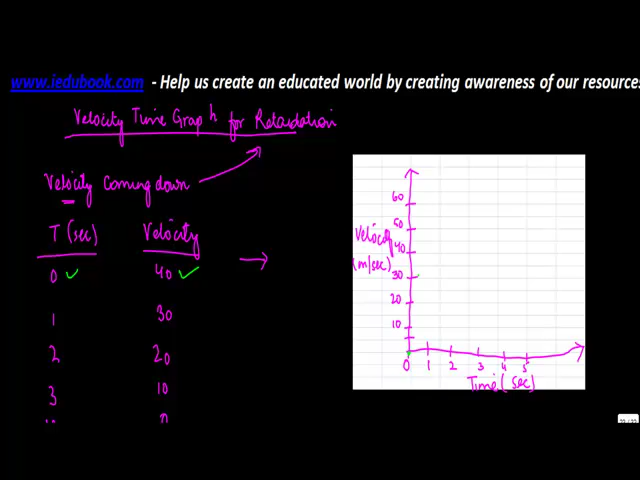 www.iedubook.com - Help us create an educated world by creating awareness of our resources
Velocity Time Graph for Retardation
Velocity Coming down
T (sec) Velocity
0 40
1 30
2 20
3 10
60
50
Velocity
40
(m/sec)
30
20
10
0 1 2 3 4 5
Time (sec)